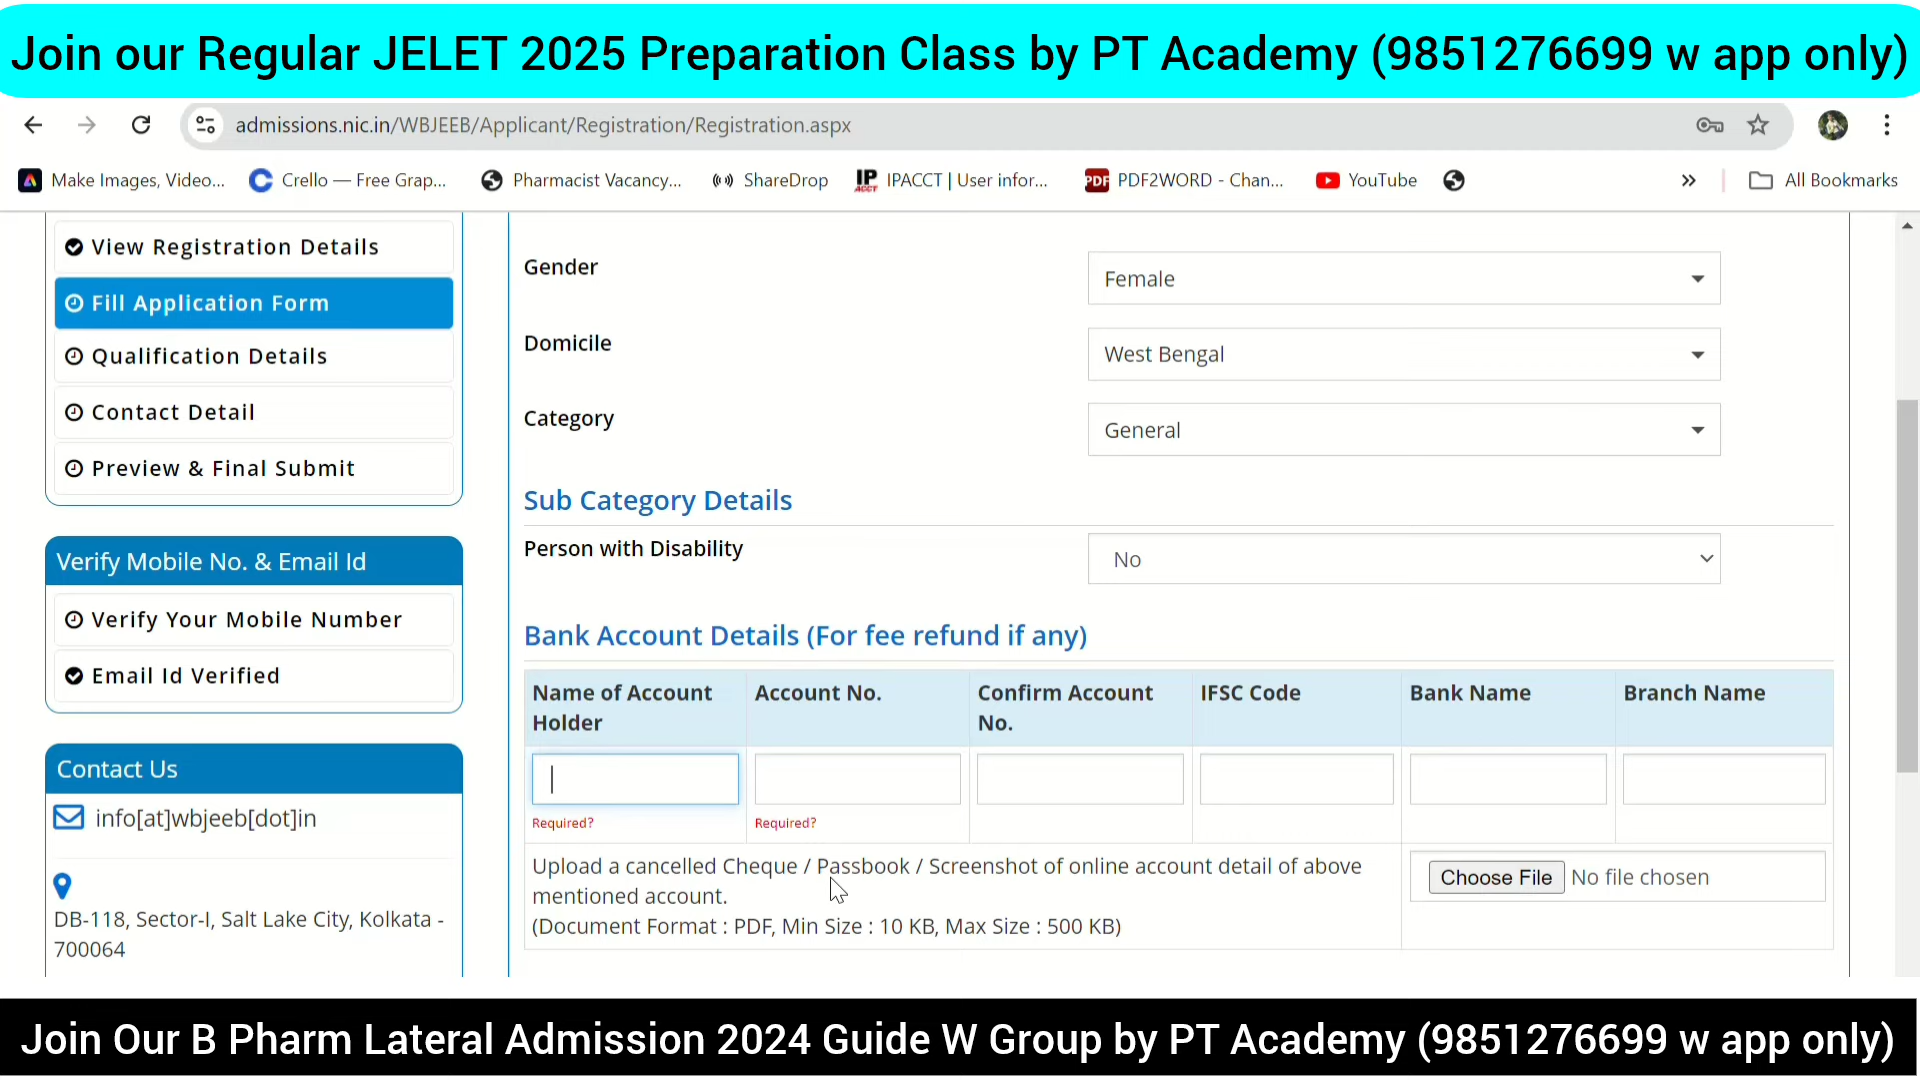 Join our Regular JELET 2025 Preparation Class by PT Academy (9851276699 w app only)
admissions.nic.in/WBJEEB/Applicant/Registration/Registration.aspx
Make Images, Video...
Crello — Free Grap...
Pharmacist Vacancy...
ShareDrop
IP ACCT
IPACCT | User infor...
PDF
PDF2WORD - Chan...
YouTube
All Bookmarks
View Registration Details
Fill Application Form
Qualification Details
Contact Detail
Preview & Final Submit
Verify Mobile No. & Email Id
Verify Your Mobile Number
Email Id Verified
Contact Us
info[at]wbjeeb[dot]in
DB-118, Sector-I, Salt Lake City, Kolkata -
700064
Gender
Female
Domicile
West Bengal
Category
General
Sub Category Details
Person with Disability
No
Bank Account Details (For fee refund if any)
Name of Account
Holder
Account No.
Confirm Account
No.
IFSC Code
Bank Name
Branch Name
Required?
Required?
Upload a cancelled Cheque / Passbook / Screenshot of online account detail of above
mentioned account.
(Document Format : PDF, Min Size : 10 KB, Max Size : 500 KB)
Choose File No file chosen
Join Our B Pharm Lateral Admission 2024 Guide W Group by PT Academy (9851276699 w app only)